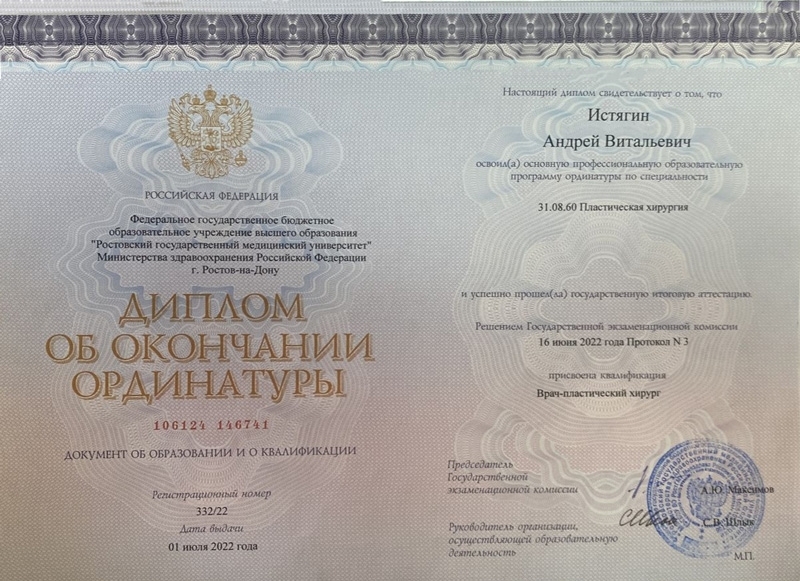 РОССИЙСКАЯ ФЕДЕРАЦИЯ
Федеральное государственное бюджетное
образовательное учреждение высшего образования
"Ростовский государственный медицинский университет"
Министерства здравоохранения Российской Федерации
г. Ростов-на-Дону
ДИПЛОМ
ОБ ОКОНЧАНИИ
ОРДИНАТУРЫ
106124 146741
ДОКУМЕНТ ОБ ОБРАЗОВАНИИ И О КВАЛИФИКАЦИИ
Регистрационный номер
332/22
Дата выдачи
01 июля 2022 года
Настоящий диплом свидетельствует о том, что
Истягин
Андрей Витальевич
освоил(а) основную профессиональную образовательную
программу ординатуры по специальности
31.08.60 Пластическая хирургия
и успешно прошел(ла) государственную итоговую аттестацию.
Решением Государственной экзаменационной комиссии
16 июня 2022 года Протокол N 3
присвоена квалификация
Врач-пластический хирург
Председатель
Государственной
экзаменационной комиссии
А.Ю. Максимов
Руководитель организации,
осуществляющей образовательную
деятельность
С.В. Шлык
М.П.